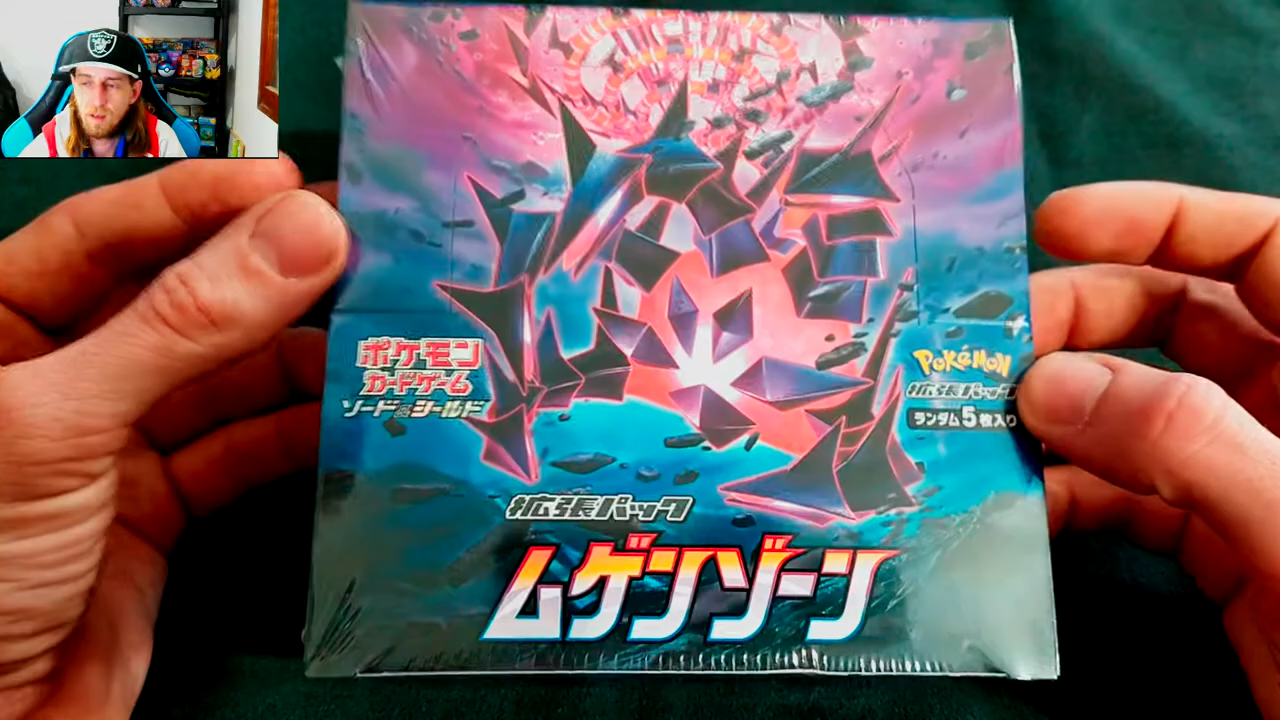 ポケモン
カードゲーム
ソード&シールド
Pokémon
拡張パック
ランダム5枚入り
拡張パック
ムゲンゾーン